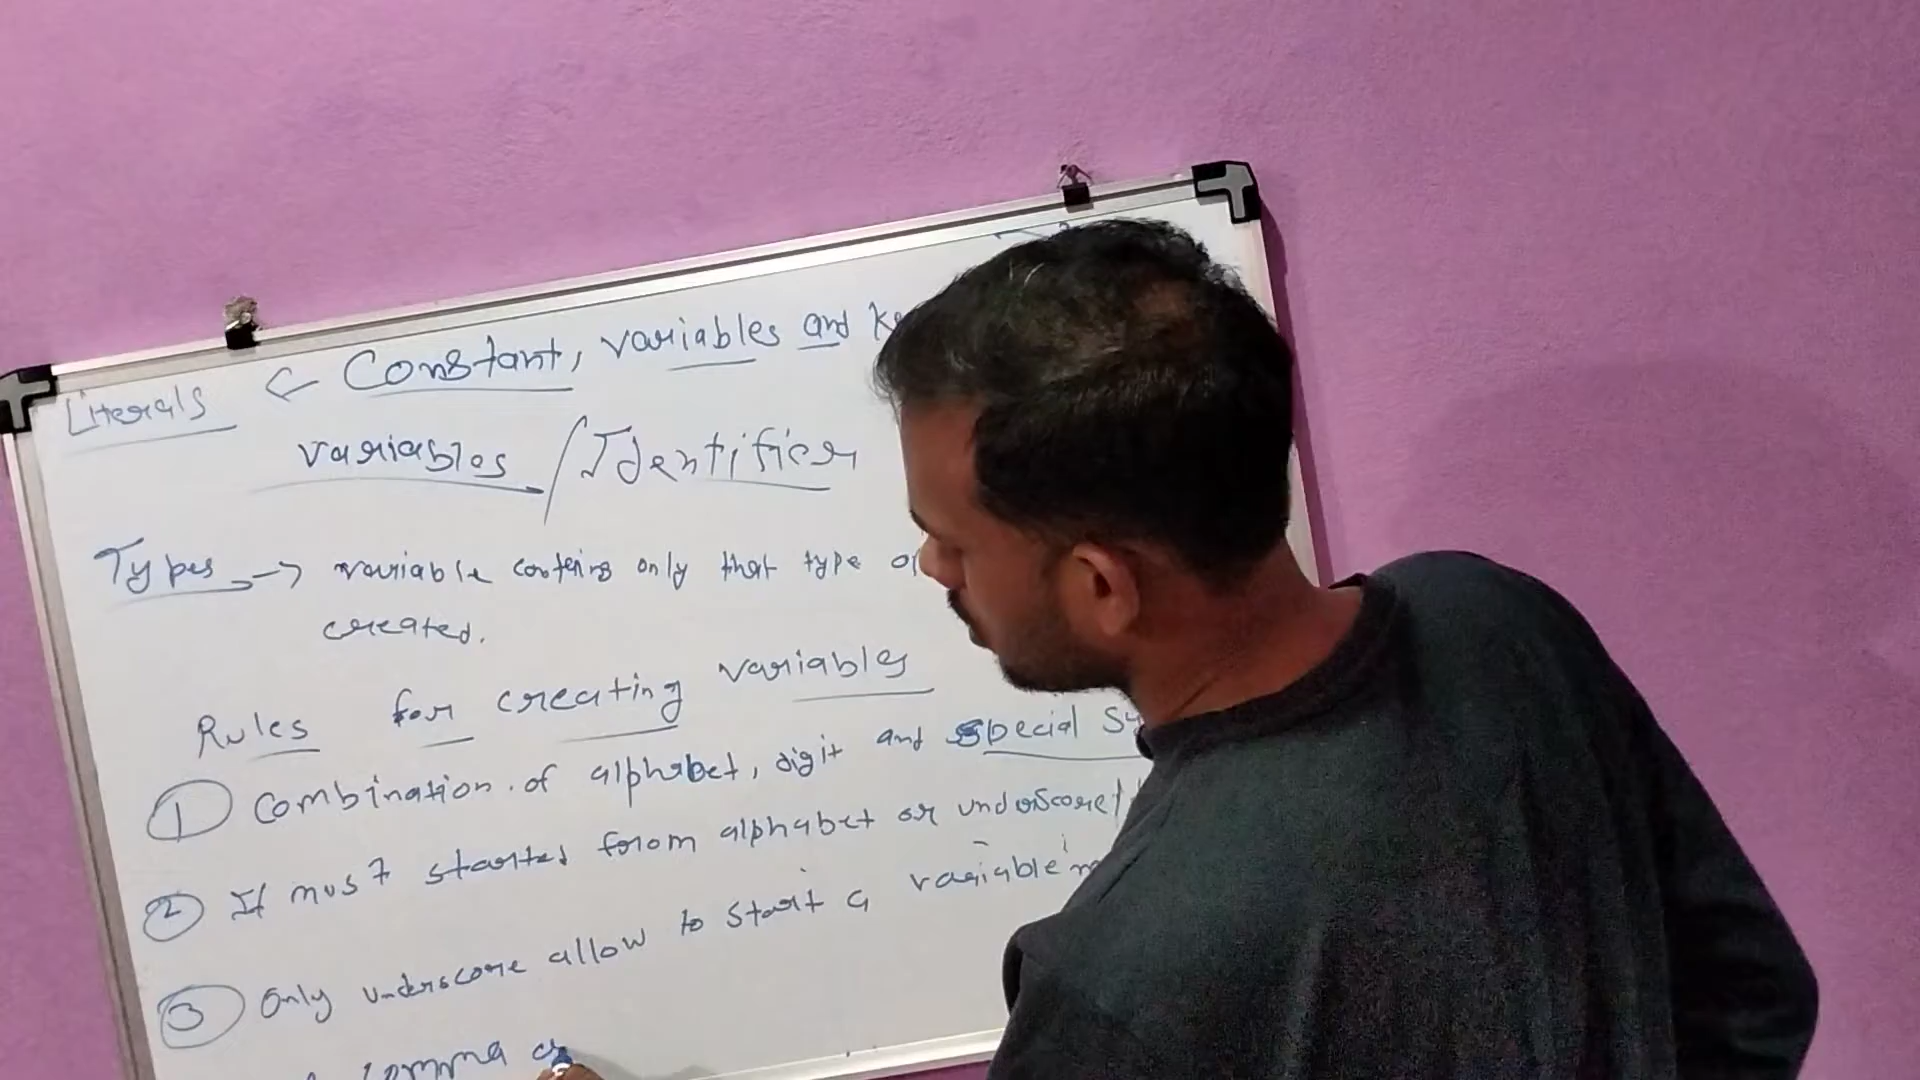 Literals ← Constant, variables and
variables / Identifier
Types → variable contains only that type
created.
Rules for creating variables
① Combination of alphabet, digit and special
② It must started from alphabet or underscore
③ Only underscore allow to start a variable
comma